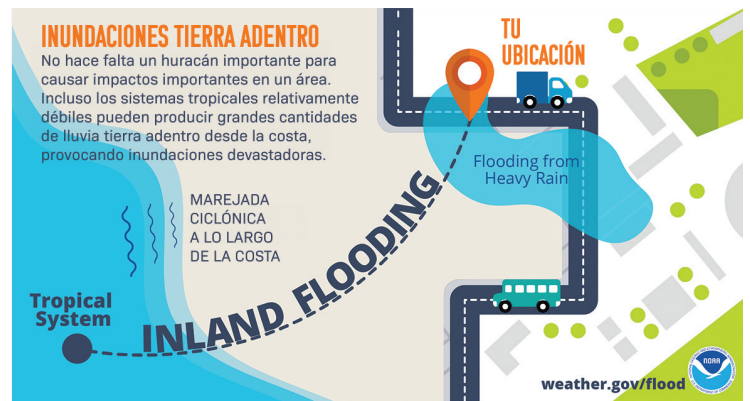 INUNDACIONES TIERRA ADENTRO
No hace falta un huracán importante para
causar impactos importantes en un área.
Incluso los sistemas tropicales relativamente
débiles pueden producir grandes cantidades
de lluvia tierra adentro desde la costa,
provocando inundaciones devastadoras.
TU
UBICACIÓN
Flooding from
Heavy Rain
MAREJADA
CICLÓNICA
A LO LARGO
DE LA COSTA
Tropical
System
INLAND FLOODING
weather.gov/flood
NOAA